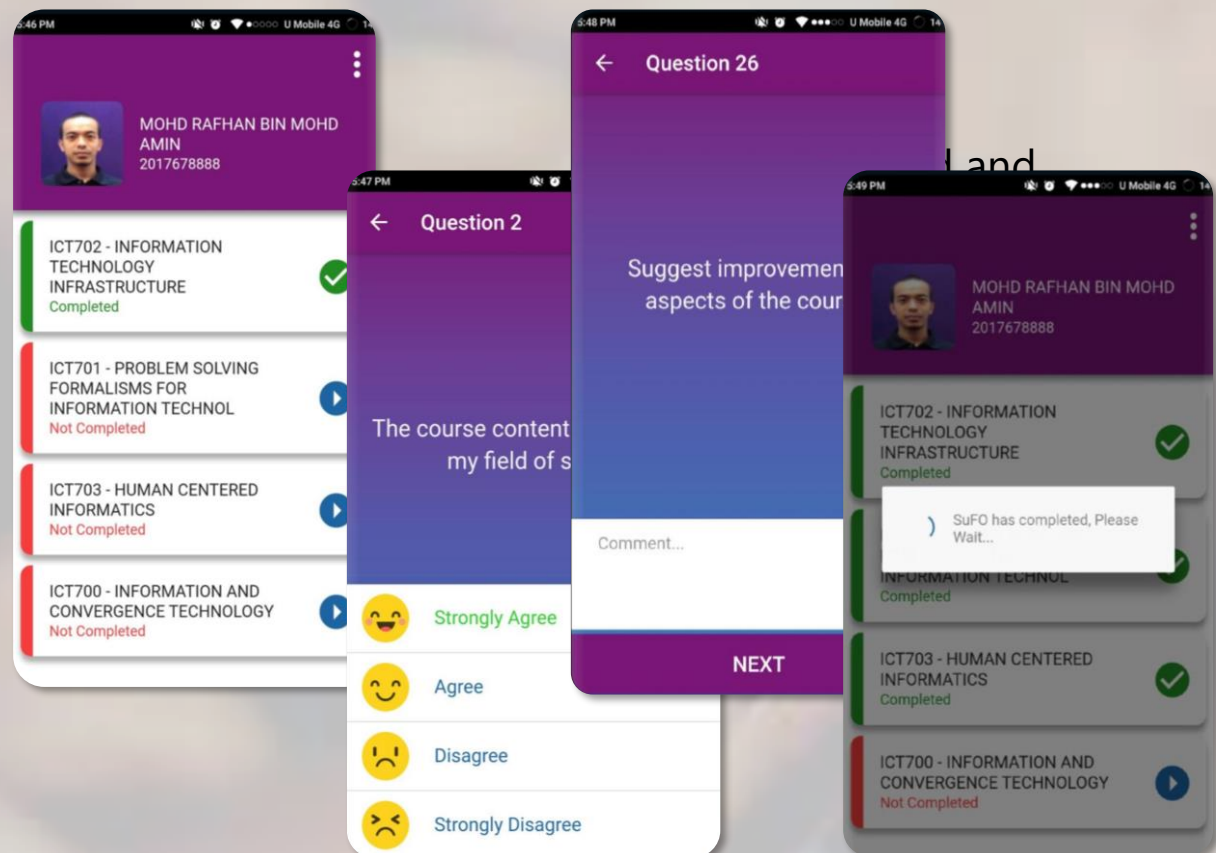 5:46 PM
U Mobile 4G
14
MOHD RAFHAN BIN MOHD
AMIN
2017678888
ICT702 - INFORMATION
TECHNOLOGY
INFRASTRUCTURE
Completed
ICT701 - PROBLEM SOLVING
FORMALISMS FOR
INFORMATION TECHNOL
Not Completed
ICT703 - HUMAN CENTERED
INFORMATICS
Not Completed
ICT700 - INFORMATION AND
CONVERGENCE TECHNOLOGY
Not Completed
5:47 PM
Question 2
The course content
my field of s
Strongly Agree
Agree
Disagree
Strongly Disagree
5:48 PM
U Mobile 4G
14
Question 26
Suggest improvemen
aspects of the cour
Comment...
NEXT
and
5:49 PM
U Mobile 4G
14
MOHD RAFHAN BIN MOHD
AMIN
2017678888
ICT702 - INFORMATION
TECHNOLOGY
INFRASTRUCTURE
Completed
SuFO has completed, Please
Wait...
INFORMATION TECHNOL
Completed
ICT703 - HUMAN CENTERED
INFORMATICS
Completed
ICT700 - INFORMATION AND
CONVERGENCE TECHNOLOGY
Not Completed